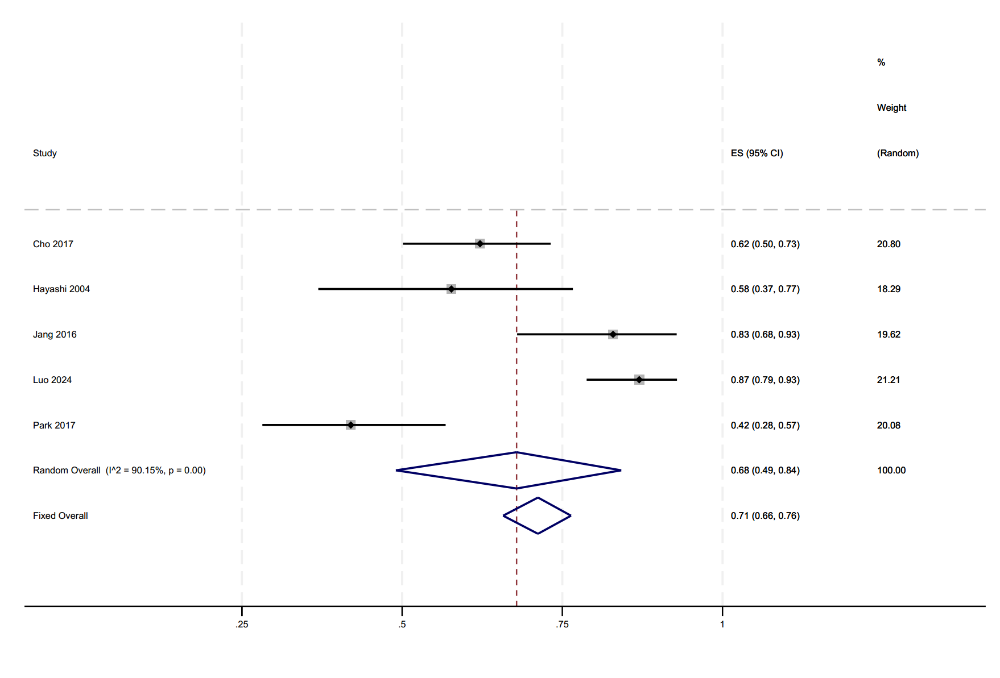 %
Weight
Study ES (95% CI) (Random)
Cho 2017 0.62 (0.50, 0.73) 20.80
Hayashi 2004 0.58 (0.37, 0.77) 18.29
Jang 2016 0.83 (0.68, 0.93) 19.62
Luo 2024 0.87 (0.79, 0.93) 21.21
Park 2017 0.42 (0.28, 0.57) 20.08
Random Overall (I^2 = 90.15%, p = 0.00) 0.68 (0.49, 0.84) 100.00
Fixed Overall 0.71 (0.66, 0.76)
.25 .5 .75 1